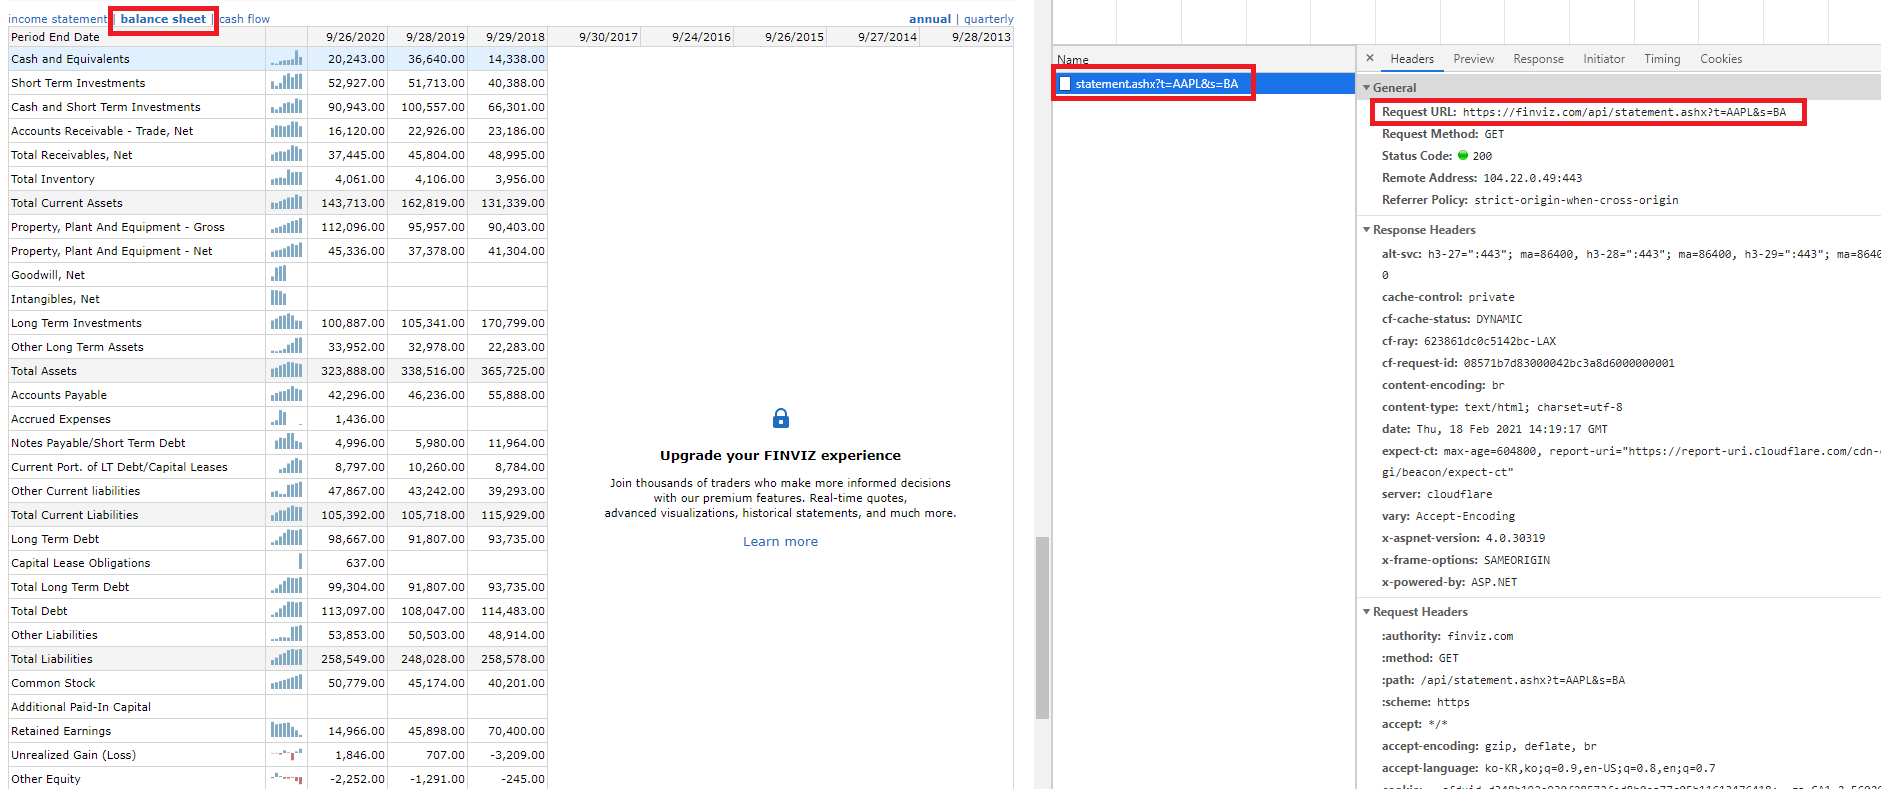 income statement | balance sheet | cash flow
annual | quarterly
Period End Date 9/26/2020 9/28/2019 9/29/2018 9/30/2017 9/24/2016 9/26/2015 9/27/2014 9/28/2013
Cash and Equivalents 20,243.00 36,640.00 14,338.00
Short Term Investments 52,927.00 51,713.00 40,388.00
Cash and Short Term Investments 90,943.00 100,557.00 66,301.00
Accounts Receivable - Trade, Net 16,120.00 22,926.00 23,186.00
Total Receivables, Net 37,445.00 45,804.00 48,995.00
Total Inventory 4,061.00 4,106.00 3,956.00
Total Current Assets 143,713.00 162,819.00 131,339.00
Property, Plant And Equipment - Gross 112,096.00 95,957.00 90,403.00
Property, Plant And Equipment - Net 45,336.00 37,378.00 41,304.00
Goodwill, Net
Intangibles, Net
Long Term Investments 100,887.00 105,341.00 170,799.00
Other Long Term Assets 33,952.00 32,978.00 22,283.00
Total Assets 323,888.00 338,516.00 365,725.00
Accounts Payable 42,296.00 46,236.00 55,888.00
Accrued Expenses 1,436.00
Notes Payable/Short Term Debt 4,996.00 5,980.00 11,964.00
Current Port. of LT Debt/Capital Leases 8,797.00 10,260.00 8,784.00
Other Current liabilities 47,867.00 43,242.00 39,293.00
Total Current Liabilities 105,392.00 105,718.00 115,929.00
Long Term Debt 98,667.00 91,807.00 93,735.00
Capital Lease Obligations 637.00
Total Long Term Debt 99,304.00 91,807.00 93,735.00
Total Debt 113,097.00 108,047.00 114,483.00
Other Liabilities 53,853.00 50,503.00 48,914.00
Total Liabilities 258,549.00 248,028.00 258,578.00
Common Stock 50,779.00 45,174.00 40,201.00
Additional Paid-In Capital
Retained Earnings 14,966.00 45,898.00 70,400.00
Unrealized Gain (Loss) 1,846.00 707.00 -3,209.00
Other Equity -2,252.00 -1,291.00 -245.00
Upgrade your FINVIZ experience
Join thousands of traders who make more informed decisions
with our premium features. Real-time quotes,
advanced visualizations, historical statements, and much more.
Learn more
Name
statement.ashx?t=AAPL&s=BA
× Headers Preview Response Initiator Timing Cookies
General
Request URL: https://finviz.com/api/statement.ashx?t=AAPL&s=BA
Request Method: GET
Status Code: 200
Remote Address: 104.22.0.49:443
Referrer Policy: strict-origin-when-cross-origin
Response Headers
alt-svc: h3-27=":443"; ma=86400, h3-28=":443"; ma=86400, h3-29=":443"; ma=8640
0
cache-control: private
cf-cache-status: DYNAMIC
cf-ray: 623861dc0c5142bc-LAX
cf-request-id: 08571b7d83000042bc3a8d6000000001
content-encoding: br
content-type: text/html; charset=utf-8
date: Thu, 18 Feb 2021 14:19:17 GMT
expect-ct: max-age=604800, report-uri="https://report-uri.cloudflare.com/cdn-c
gi/beacon/expect-ct"
server: cloudflare
vary: Accept-Encoding
x-aspnet-version: 4.0.30319
x-frame-options: SAMEORIGIN
x-powered-by: ASP.NET
Request Headers
:authority: finviz.com
:method: GET
:path: /api/statement.ashx?t=AAPL&s=BA
:scheme: https
accept: */*
accept-encoding: gzip, deflate, br
accept-language: ko-KR,ko;q=0.9,en-US;q=0.8,en;q=0.7